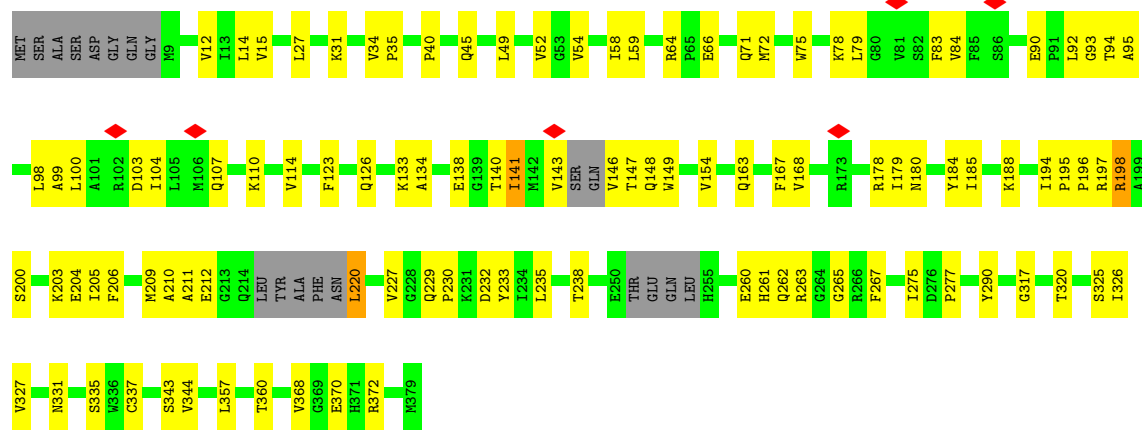 MET SER ALA SER ASP GLY GLN GLY M9 V12 I13 L14 V15 L27 K31 V34 P35 P40 Q45 L49 V52 G53 V54 I58 L59 R64 P65 E66 Q71 M72 W75 K78 L79 G80 V81 S82 F83 V84 F85 S86 E90 P91 L92 G93 T94 A95
L98 A99 L100 A101 R102 D103 I104 L105 M106 Q107 K110 V114 F123 Q126 K133 A134 E138 G139 T140 I141 M142 V143 SER GLN V146 T147 Q148 W149 V154 Q163 F167 V168 R173 R178 I179 N180 Y184 I185 K188 I194 P195 P196 R197 R198 A199
S200 K203 E204 I205 F206 M209 A210 A211 E212 G213 Q214 LEU TYR ALA PHE ASN L220 V227 G228 Q229 P230 K231 D232 Y233 I234 L235 T238 E250 THR GLU GLN LEU H255 E260 H261 Q262 R263 G264 G265 R266 F267 I275 D276 P277 Y290 G317 T320 S325 I326
V327 N331 S335 W336 C337 S343 V344 L357 T360 V368 G369 E370 H371 R372 M379